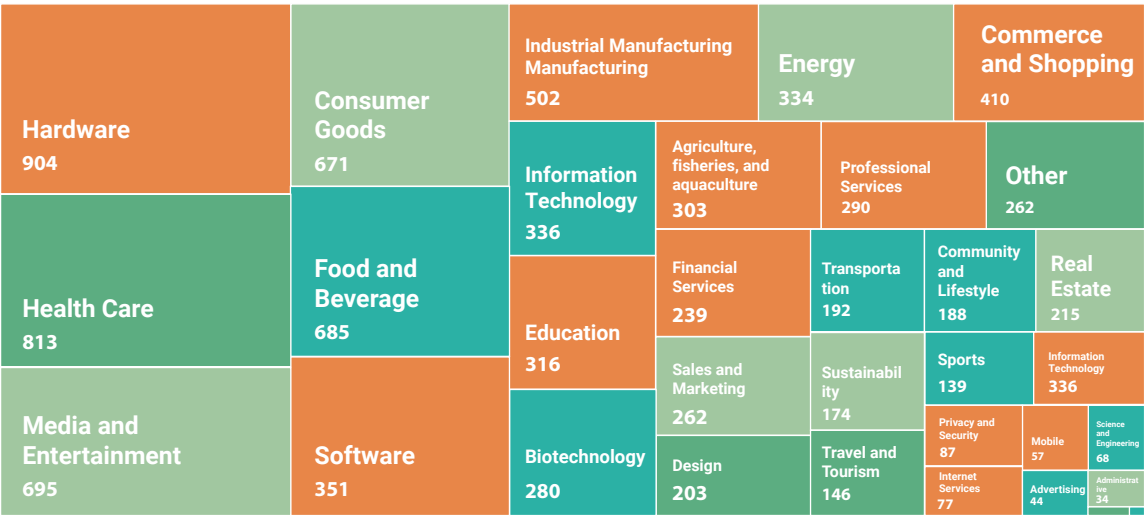 Hardware
904
Health Care
813
Media and
Entertainment
695
Consumer
Goods
671
Food and
Beverage
685
Software
351
Industrial Manufacturing
Manufacturing
502
Energy
334
Commerce
and Shopping
410
Information
Technology
336
Education
316
Biotechnology
280
Agriculture,
fisheries, and
aquaculture
303
Professional
Services
290
Other
262
Financial
Services
239
Sales and
Marketing
262
Design
203
Transporta
tion
192
Sustainabil
ity
174
Travel and
Tourism
146
Community
and
Lifestyle
188
Real
Estate
215
Sports
139
Information
Technology
336
Privacy and
Security
87
Internet
Services
77
Mobile
57
Advertising
44
Science
and
Engineering
68
Administrat
ive
34